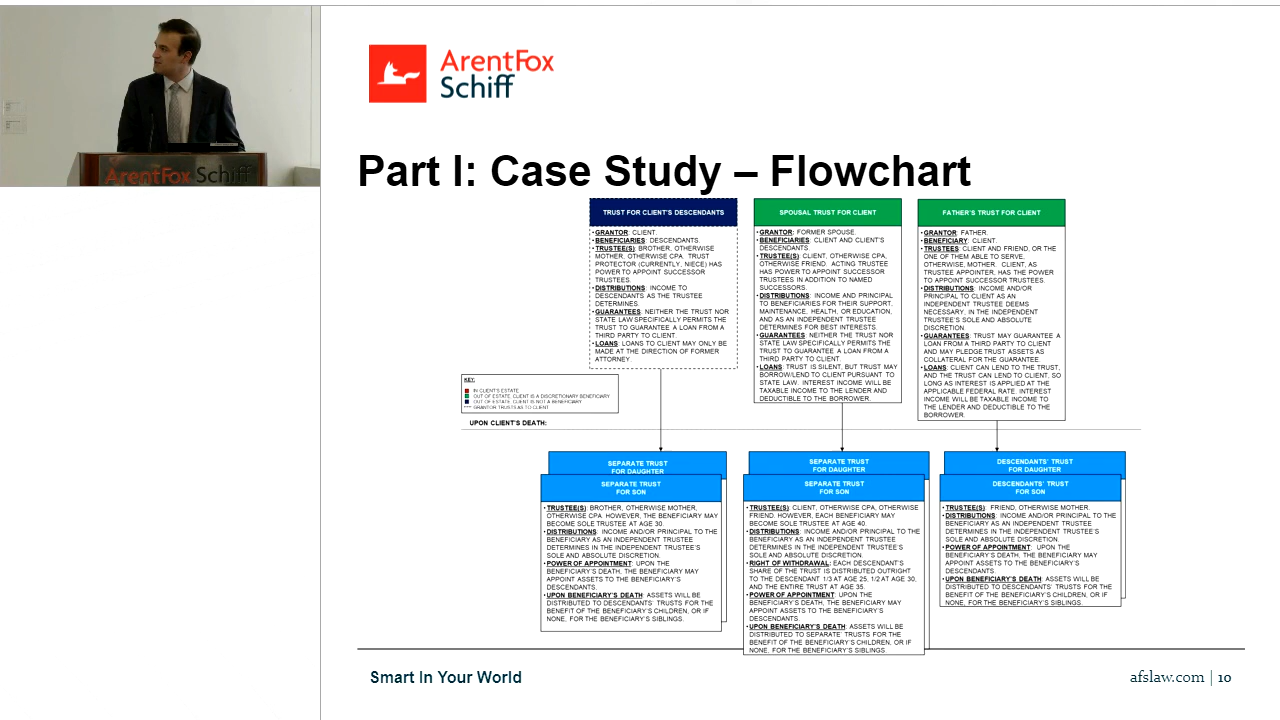 ArentFox Schiff
ArentFox
Schiff
Part I: Case Study – Flowchart
TRUST FOR CLIENT'S DESCENDANTS
• GRANTOR: CLIENT.
• BENEFICIARIES: DESCENDANTS.
• TRUSTEE(S): BROTHER, OTHERWISE
MOTHER, OTHERWISE CPA. TRUST
PROTECTOR (CURRENTLY, NIECE) HAS
POWER TO APPOINT SUCCESSOR
TRUSTEES.
• DISTRIBUTIONS: INCOME TO
DESCENDANTS AS THE TRUSTEE
DETERMINES.
• GUARANTEES: NEITHER THE TRUST NOR
STATE LAW SPECIFICALLY PERMITS THE
TRUST TO GUARANTEE A LOAN FROM A
THIRD PARTY TO CLIENT.
• LOANS: LOANS TO CLIENT MAY ONLY BE
MADE AT THE DIRECTION OF FORMER
ATTORNEY.
SPOUSAL TRUST FOR CLIENT
• GRANTOR: FORMER SPOUSE.
• BENEFICIARIES: CLIENT AND CLIENT'S
DESCENDANTS.
• TRUSTEE(S): CLIENT, OTHERWISE CPA,
OTHERWISE FRIEND. ACTING TRUSTEE
HAS POWER TO APPOINT SUCCESSOR
TRUSTEES IN ADDITION TO NAMED
SUCCESSORS.
• DISTRIBUTIONS: INCOME AND PRINCIPAL
TO BENEFICIARIES FOR THEIR SUPPORT,
MAINTENANCE, HEALTH, OR EDUCATION,
AND AS AN INDEPENDENT TRUSTEE
DETERMINES FOR BEST INTERESTS.
• GUARANTEES: NEITHER THE TRUST NOR
STATE LAW SPECIFICALLY PERMITS THE
TRUST TO GUARANTEE A LOAN FROM A
THIRD PARTY TO CLIENT.
• LOANS: TRUST IS SILENT, BUT TRUST MAY
BORROW/LEND TO CLIENT PURSUANT TO
STATE LAW. INTEREST INCOME WILL BE
TAXABLE INCOME TO THE LENDER AND
DEDUCTIBLE TO THE BORROWER.
FATHER'S TRUST FOR CLIENT
• GRANTOR: FATHER.
• BENEFICIARY: CLIENT.
• TRUSTEES: CLIENT AND FRIEND, OR THE
ONE OF THEM ABLE TO SERVE,
OTHERWISE, MOTHER. CLIENT, AS
TRUSTEE APPOINTER, HAS THE POWER
TO APPOINT SUCCESSOR TRUSTEES.
• DISTRIBUTIONS: INCOME AND/OR
PRINCIPAL TO CLIENT AS AN
INDEPENDENT TRUSTEE DEEMS
NECESSARY, IN THE INDEPENDENT
TRUSTEE'S SOLE AND ABSOLUTE
DISCRETION.
• GUARANTEES: TRUST MAY GUARANTEE A
LOAN FROM A THIRD PARTY TO CLIENT
AND MAY PLEDGE TRUST ASSETS AS
COLLATERAL FOR THE GUARANTEE.
• LOANS: CLIENT CAN LEND TO THE TRUST,
AND THE TRUST CAN LEND TO CLIENT, SO
LONG AS INTEREST IS APPLIED AT THE
APPLICABLE FEDERAL RATE. INTEREST
INCOME WILL BE TAXABLE INCOME TO
THE LENDER AND DEDUCTIBLE TO THE
BORROWER.
KEY:
IN CLIENT'S ESTATE
OUT OF ESTATE, CLIENT IS A DISCRETIONARY BENEFICIARY
OUT OF ESTATE, CLIENT IS NOT A BENEFICIARY
---- GRANTOR TRUST AS TO CLIENT
UPON CLIENT'S DEATH:
SEPARATE TRUST
FOR DAUGHTER
SEPARATE TRUST
FOR SON
• TRUSTEE(S): BROTHER, OTHERWISE MOTHER,
OTHERWISE CPA. HOWEVER, THE BENEFICIARY MAY
BECOME SOLE TRUSTEE AT AGE 30.
• DISTRIBUTIONS: INCOME AND/OR PRINCIPAL TO THE
BENEFICIARY AS AN INDEPENDENT TRUSTEE
DETERMINES IN THE INDEPENDENT TRUSTEE'S
SOLE AND ABSOLUTE DISCRETION.
• POWER OF APPOINTMENT: UPON THE
BENEFICIARY'S DEATH, THE BENEFICIARY MAY
APPOINT ASSETS TO THE BENEFICIARY'S
DESCENDANTS.
• UPON BENEFICIARY'S DEATH: ASSETS WILL BE
DISTRIBUTED TO DESCENDANTS' TRUSTS FOR THE
BENEFIT OF THE BENEFICIARY'S CHILDREN, OR IF
NONE, FOR THE BENEFICIARY'S SIBLINGS.
SEPARATE TRUST
FOR DAUGHTER
SEPARATE TRUST
FOR SON
• TRUSTEE(S): CLIENT, OTHERWISE CPA, OTHERWISE
FRIEND. HOWEVER, EACH BENEFICIARY MAY
BECOME SOLE TRUSTEE AT AGE 40.
• DISTRIBUTIONS: INCOME AND/OR PRINCIPAL TO THE
BENEFICIARY AS AN INDEPENDENT TRUSTEE
DETERMINES IN THE INDEPENDENT TRUSTEE'S
SOLE AND ABSOLUTE DISCRETION.
• RIGHT OF WITHDRAWAL: EACH DESCENDANT'S
SHARE OF THE TRUST IS DISTRIBUTED OUTRIGHT
TO THE DESCENDANT 1/3 AT AGE 25, 1/2 AT AGE 30,
AND THE ENTIRE TRUST AT AGE 35.
• POWER OF APPOINTMENT: UPON THE
BENEFICIARY'S DEATH, THE BENEFICIARY MAY
APPOINT ASSETS TO THE BENEFICIARY'S
DESCENDANTS.
• UPON BENEFICIARY'S DEATH: ASSETS WILL BE
DISTRIBUTED TO SEPARATE' TRUSTS FOR THE
BENEFIT OF THE BENEFICIARY'S CHILDREN, OR IF
NONE, FOR THE BENEFICIARY'S SIBLINGS.
DESCENDANTS' TRUST
FOR DAUGHTER
DESCENDANTS' TRUST
FOR SON
• TRUSTEE(S): FRIEND, OTHERWISE MOTHER.
• DISTRIBUTIONS: INCOME AND/OR PRINCIPAL TO THE
BENEFICIARY AS AN INDEPENDENT TRUSTEE
DETERMINES IN THE INDEPENDENT TRUSTEE'S
SOLE AND ABSOLUTE DISCRETION.
• POWER OF APPOINTMENT: UPON THE
BENEFICIARY'S DEATH, THE BENEFICIARY MAY
APPOINT ASSETS TO THE BENEFICIARY'S
DESCENDANTS.
• UPON BENEFICIARY'S DEATH: ASSETS WILL BE
DISTRIBUTED TO DESCENDANTS' TRUSTS FOR THE
BENEFIT OF THE BENEFICIARY'S CHILDREN, OR IF
NONE, FOR THE BENEFICIARY'S SIBLINGS.
Smart In Your World
afslaw.com | 10